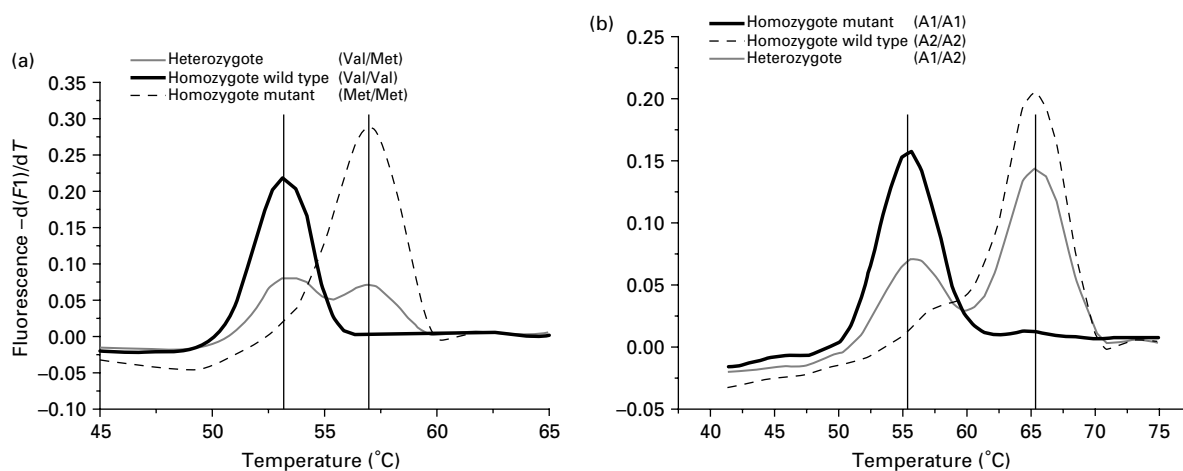 (a)
Heterozygote (Val/Met)
Homozygote wild type (Val/Val)
Homozygote mutant (Met/Met)
0.35
0.30
0.25
0.20
0.15
0.10
0.05
0.00
−0.05
−0.10
Fluorescence −d(F1)/dT
45 50 55 60 65
Temperature (°C)
(b)
Homozygote mutant (A1/A1)
Homozygote wild type (A2/A2)
Heterozygote (A1/A2)
0.25
0.20
0.15
0.10
0.05
0.00
−0.05
40 45 50 55 60 65 70 75
Temperature (°C)